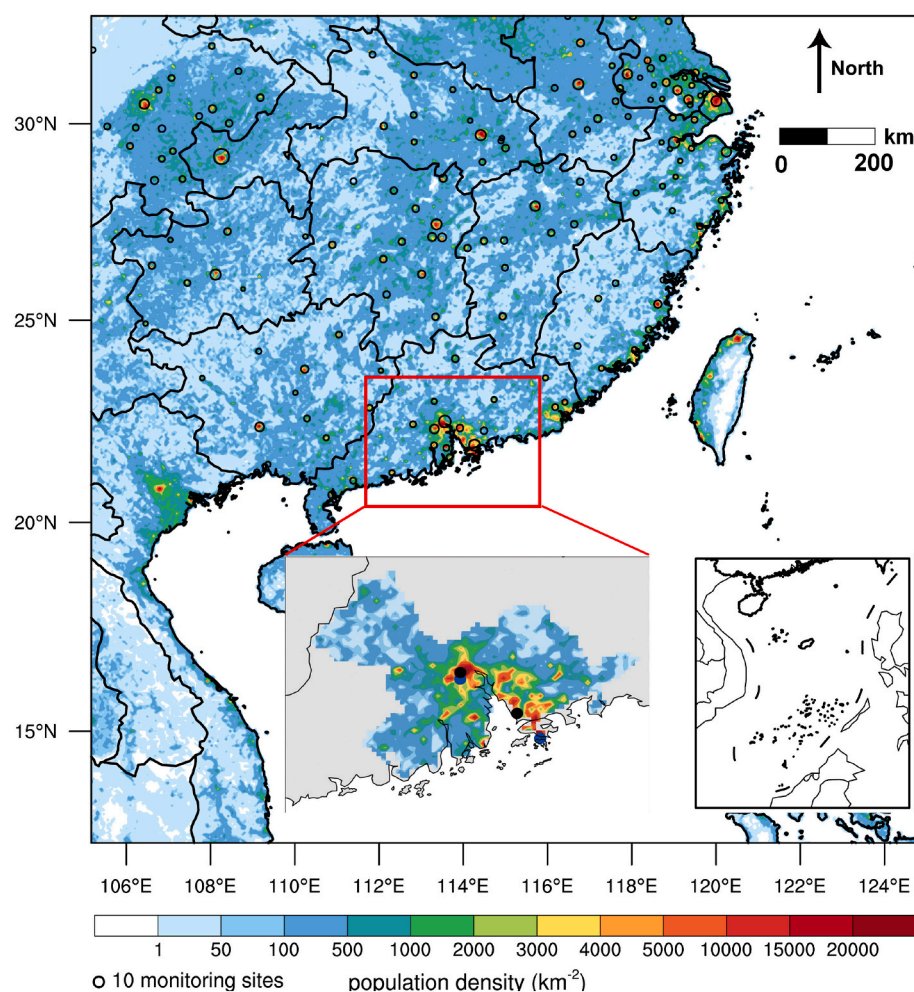 North
km
0 200
30°N
25°N
20°N
15°N
106°E 108°E 110°E 112°E 114°E 116°E 118°E 120°E 122°E 124°E
1 50 100 500 1000 2000 3000 4000 5000 10000 15000 20000
10 monitoring sites population density (km⁻²)